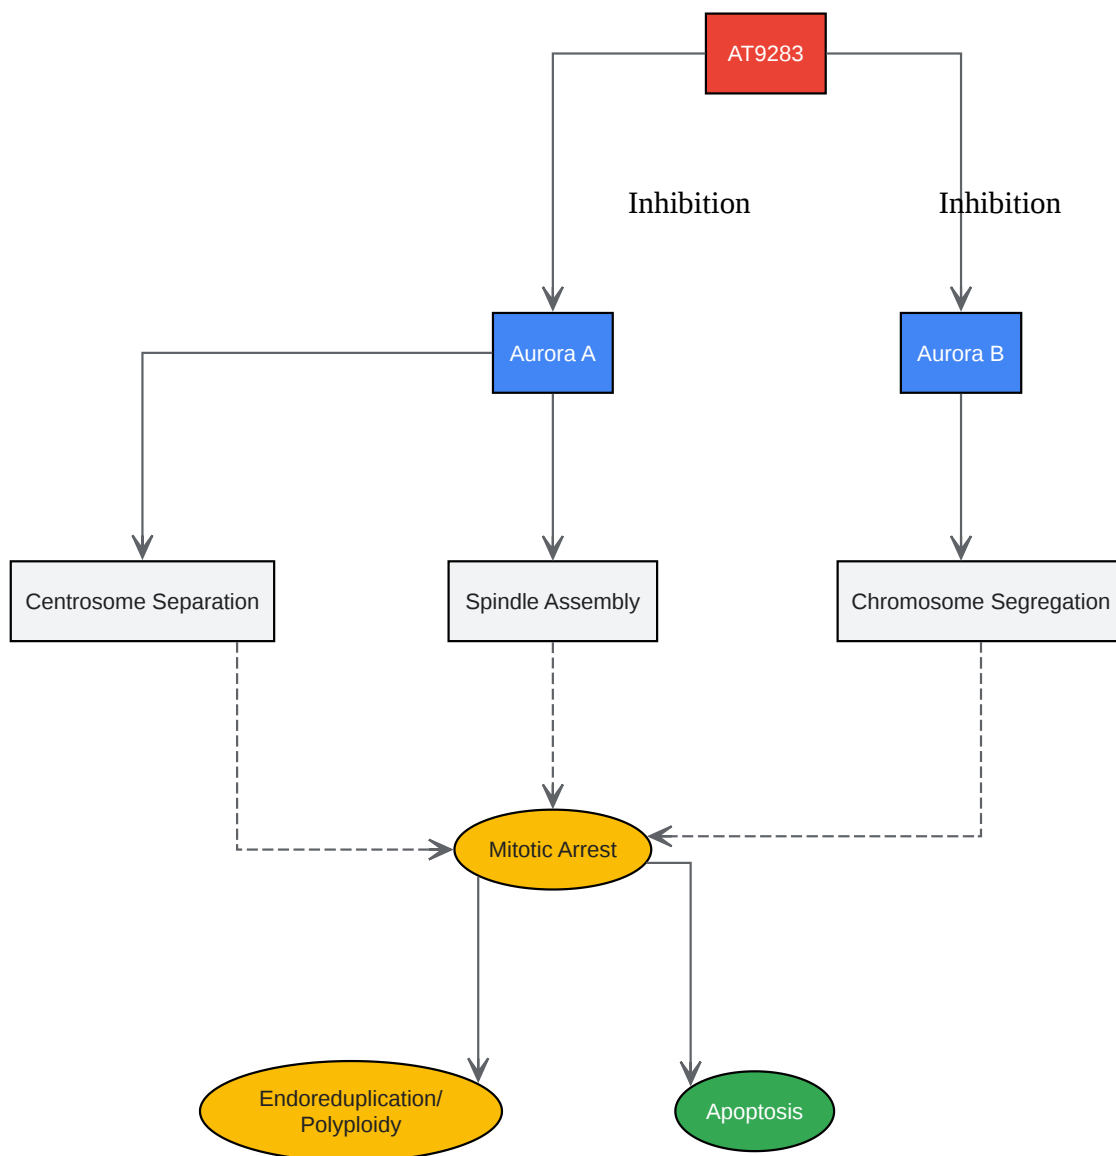 AT9283
Inhibition
Inhibition
Aurora A
Aurora B
Centrosome Separation
Spindle Assembly
Chromosome Segregation
Mitotic Arrest
Endoreduplication/
Polyploidy
Apoptosis